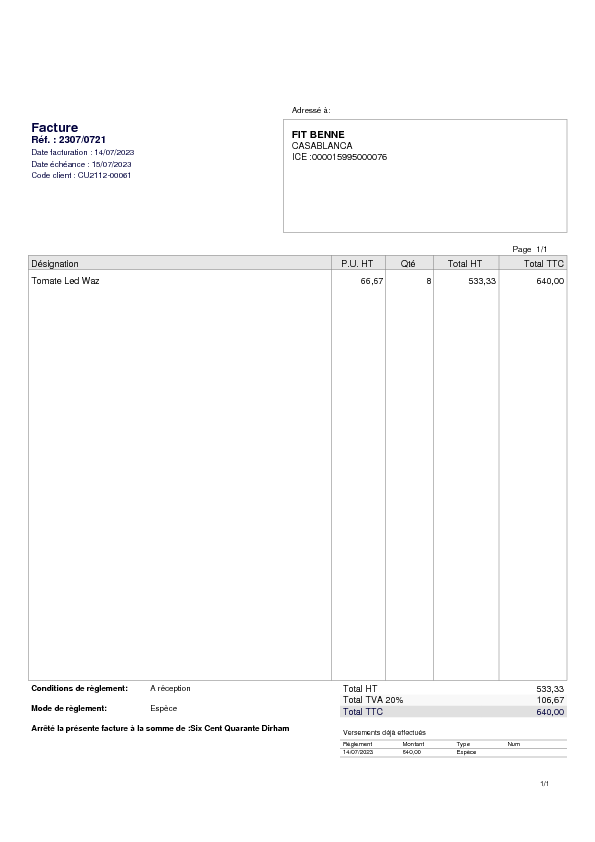 Adressé à:
Facture
Réf. : 2307/0721
Date facturation : 14/07/2023
Date échéance : 15/07/2023
Code client : CU2112-00061
FIT BENNE
CASABLANCA
ICE :000015995000076
Page 1/1
Désignation P.U. HT Qté Total HT Total TTC
Tomate Led Waz 66,67 8 533,33 640,00
Conditions de règlement: A réception
Mode de règlement: Espèce
Arrêté la présente facture à la somme de :Six Cent Quarante Dirham
Total HT 533,33
Total TVA 20% 106,67
Total TTC 640,00
Versements déjà effectués
Règlement Montant Type Num
14/07/2023 640,00 Espèce
1/1